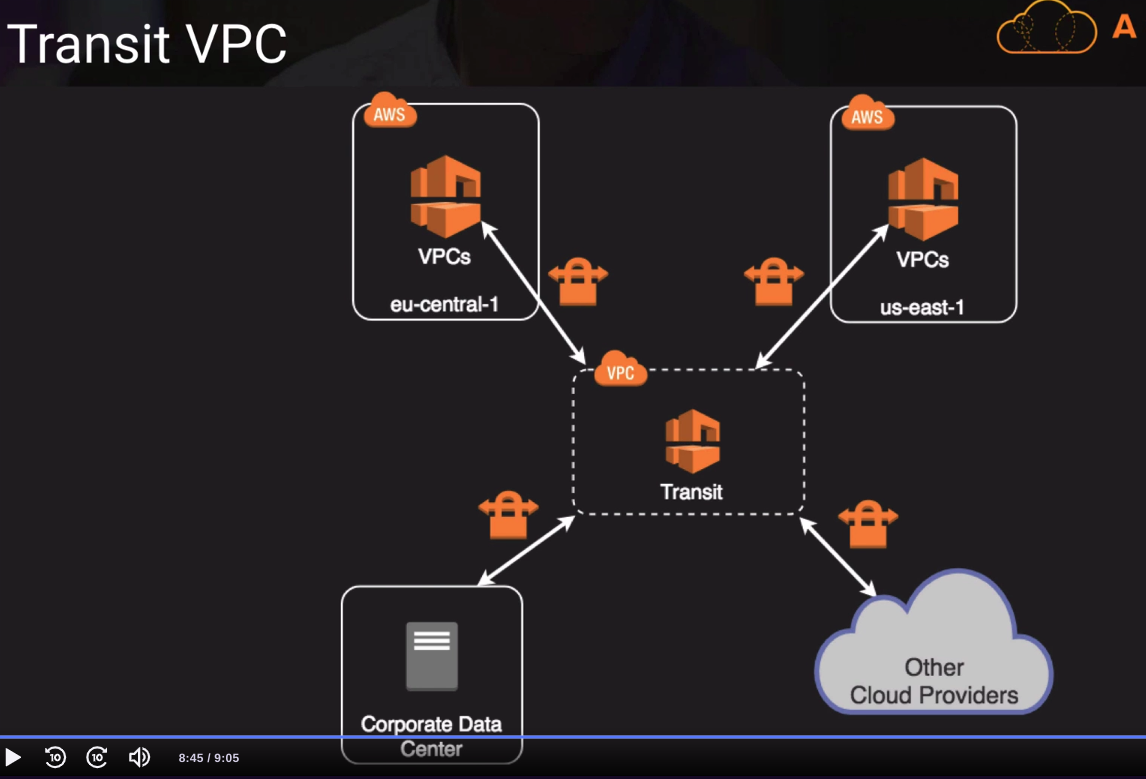 Transit VPC
A
AWS
AWS
VPCs
VPCs
eu-central-1
us-east-1
VPC
Transit
Other
Cloud Providers
Corporate Data
Center
10
10
8:45 / 9:05